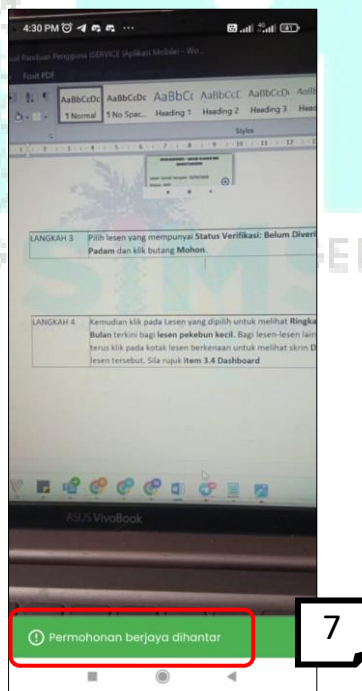 4:30 PM
4G
41
Panduan Pengguna ISERVICE (Aplikasi Mobile) - Wo...
Foxit PDF
AaBbCcDc AaBbCcDc AaBbCc AaBbCcC AaBbCcDc
1 Normal 1 No Spac... Heading 1 Heading 2 Heading 3
Styles
LANGKAH 3 Pilih lesen yang mempunyai Status Verifikasi: Belum
Padam dan klik butang Mohon.
LANGKAH 4 Kemudian klik pada Lesen yang dipilih untuk melihat
Bulan terkini bagi lesen pekebun kecil. Bagi lesen-lesen lain
terus klik pada kotak lesen berkenaan untuk melihat skrin
lesen tersebut. Sila rujuk Item 3.4 Dashboard
ASUS VivoBook
Permohonan berjaya dihantar
7